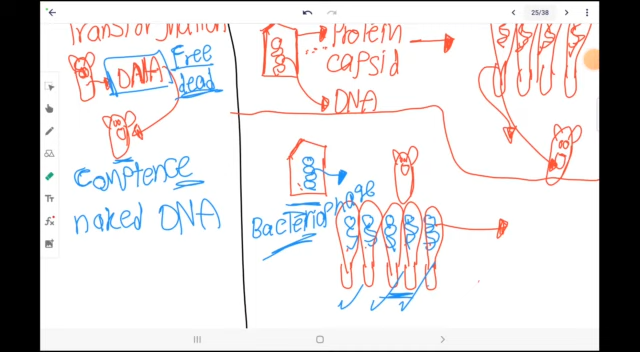 25/38
Transformation
DNA
Free
dead
Comptence
naked DNA
Protein
capsid
DNA
Bacteriophage